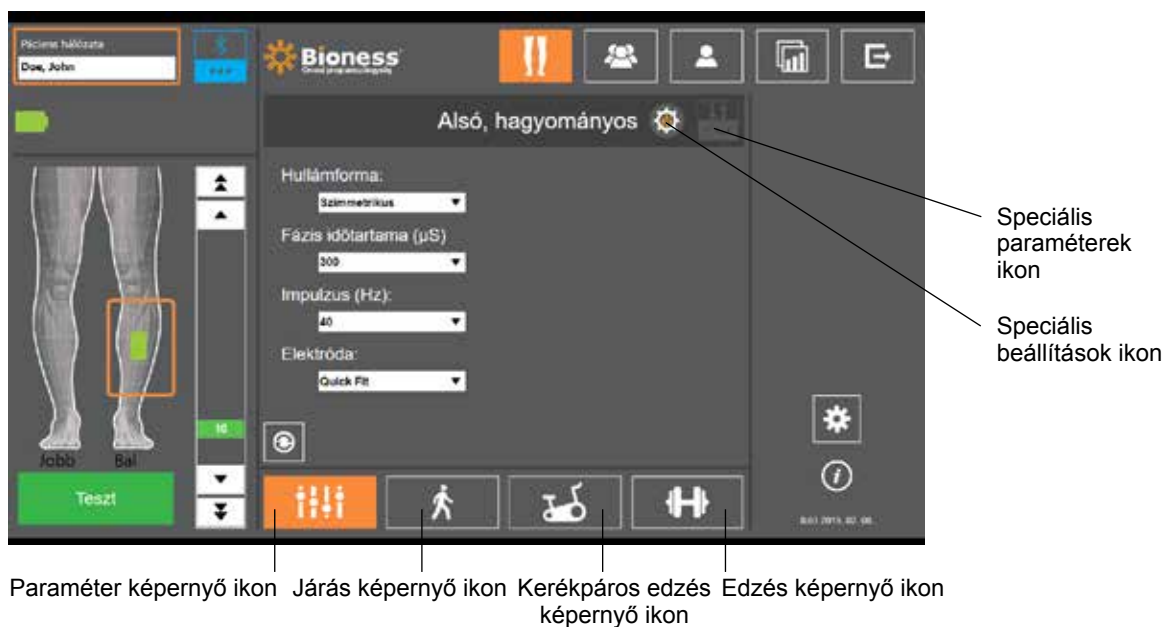 Páciens hálózata
Doe, John
Bioness
Alsó, hagyományos
Hullámforma:
Szimmetrikus
Fázis időtartama (µS)
300
Impulzus (Hz):
40
Elektróda:
Quick Fit
10
Jobb Bal
Teszt
Speciális
paraméterek
ikon
Speciális
beállítások ikon
Paraméter képernyő ikon
Járás képernyő ikon
Kerékpáros edzés
képernyő ikon
Edzés képernyő ikon